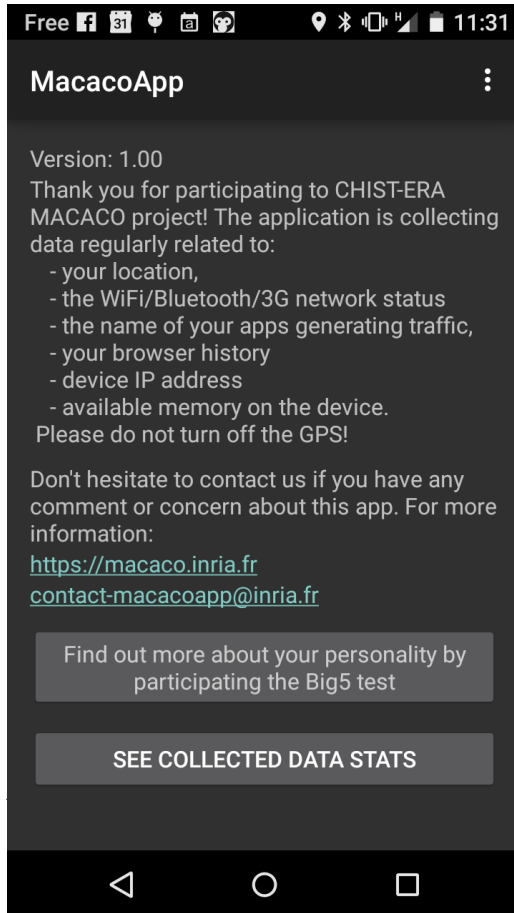 Free 31 a H 11:31
MacacoApp
Version: 1.00
Thank you for participating to CHIST-ERA
MACACO project! The application is collecting
data regularly related to:
- your location,
- the WiFi/Bluetooth/3G network status
- the name of your apps generating traffic,
- your browser history
- device IP address
- available memory on the device.
Please do not turn off the GPS!
Don't hesitate to contact us if you have any
comment or concern about this app. For more
information:
https://macaco.inria.fr
contact-macacoapp@inria.fr
Find out more about your personality by
participating the Big5 test
SEE COLLECTED DATA STATS